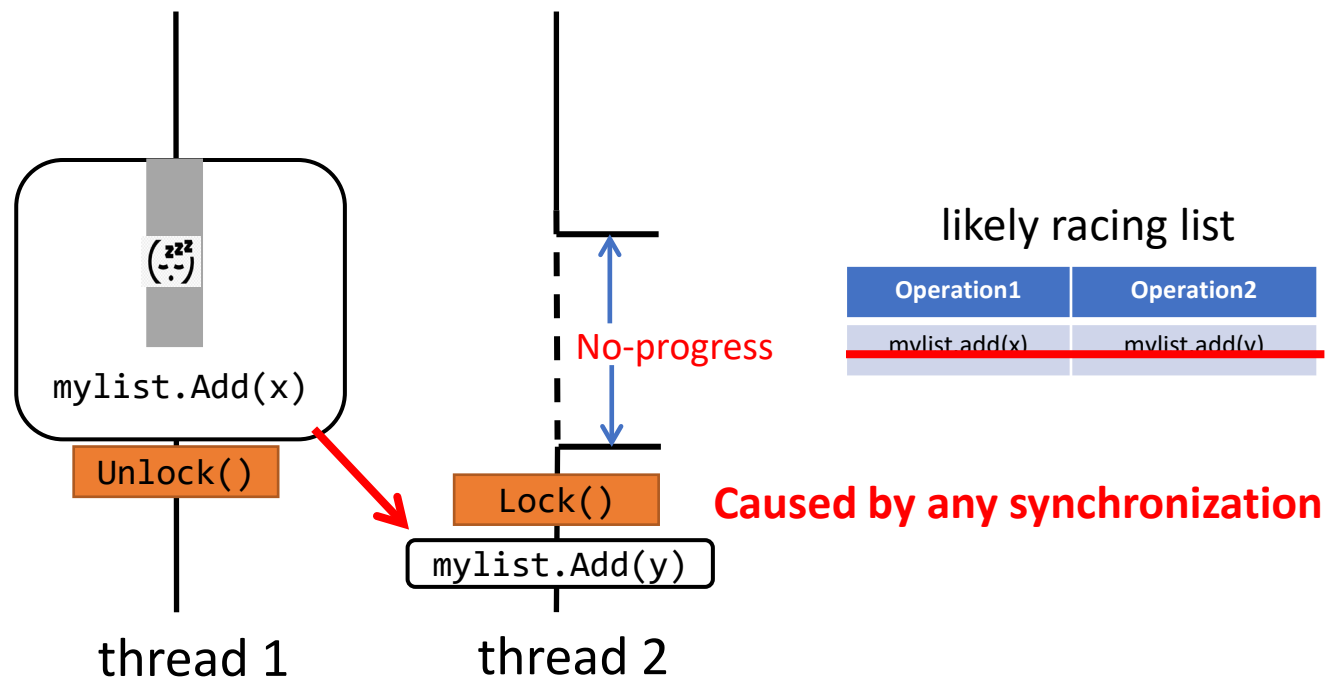 zzz
mylist.Add(x)
Unlock()
thread 1
No-progress
Lock()
mylist.Add(y)
thread 2
likely racing list
Operation1 Operation2
mylist.add(x) mylist.add(y)
Caused by any synchronization